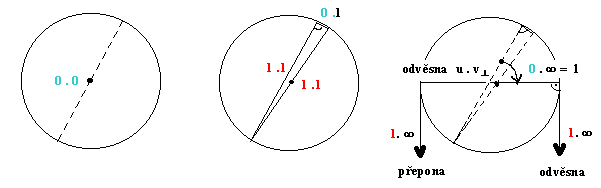 0 . 0
0 .1
1 .1
1 .1
odvěsna u . v⊥
0 . ∞ = 1
1. ∞
1. ∞
přepona
odvěsna